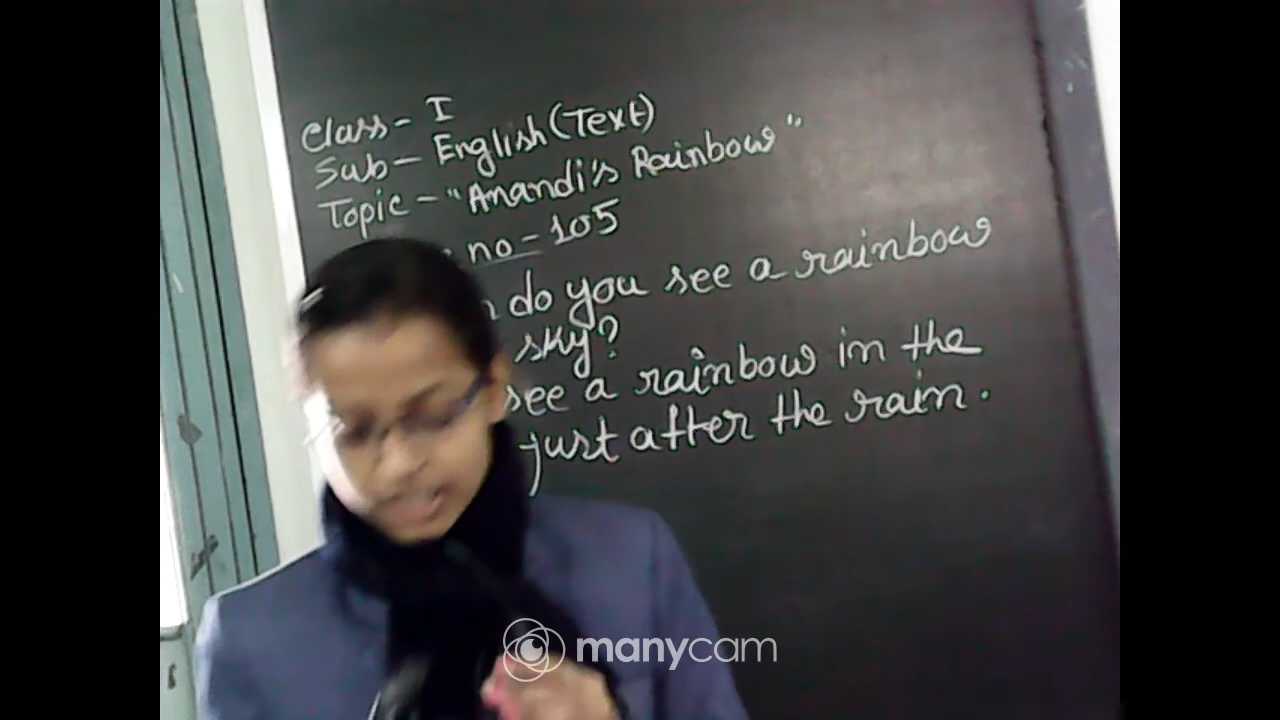 Class - I
Sub - English (Text)
Topic - "Anandi's Rainbow"
no - 105
do you see a rainbow
sky?
see a rainbow in the
just after the rain.
manycam